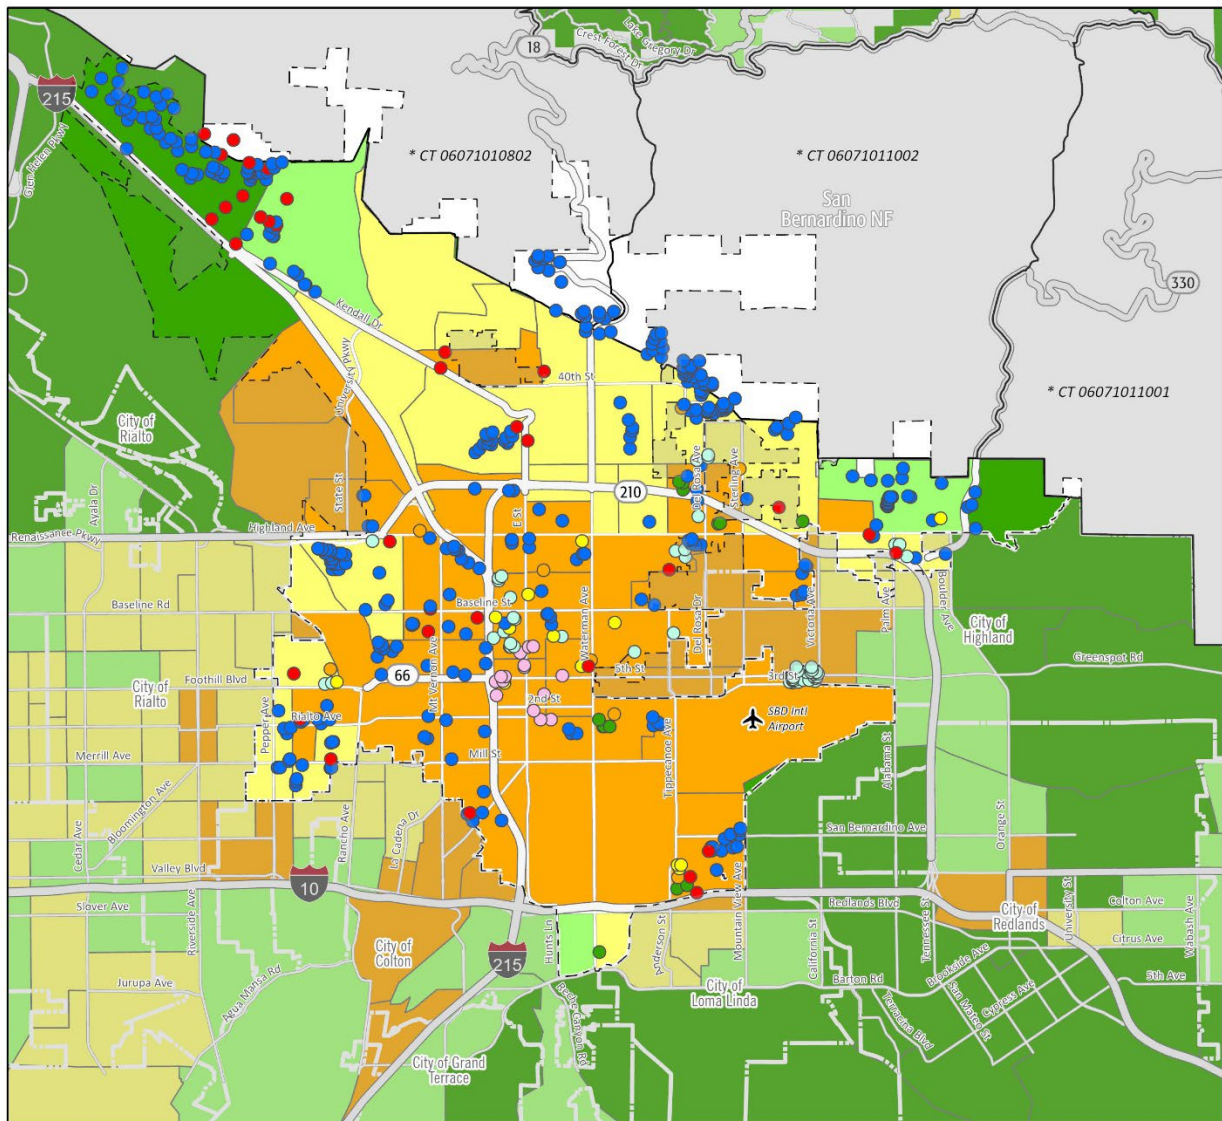 18
Lake Gregory Dr
Crest Forest Dr
215
Glen Helen Pkwy
* CT 06071010802
* CT 06071011002
San
Bernardino NF
330
Kendall Dr
University Pkwy
40th St
* CT 06071011001
City of
Rialto
Ayala Dr
State St
Del Rosa Ave
Sterling Ave
210
E St
Highland Ave
Renaissance Pkwy
Baseline Rd
Baseline St
Waterman Ave
Del Rosa Dr
Victoria Ave
Palm Ave
Boulder Ave
City of
Highland
Greenspot Rd
Mt Vernon Ave
5th St
3rd St
City of
Rialto
Foothill Blvd
66
2nd St
Pepper Ave
Rialto Ave
SBD Intl
Airport
Merrill Ave
Mill St
Tippecanoe Ave
Alabama St
Cedar Ave
Bloomington Ave
Rancho Ave
La Cadena Dr
San Bernardino Ave
Orange St
Valley Blvd
10
Slover Ave
Riverside Ave
Mountain View Ave
Redlands Blvd
Tennessee St
City of
Redlands
University St
Colton Ave
Wabash Ave
City of
Colton
215
Hunts Ln
Anderson St
California St
Citrus Ave
Brookside Ave
5th Ave
Jurupa Ave
Agua Mansa Rd
Reche Canyon Rd
City of
Loma Linda
Barton Rd
Terracina Blvd
San Mateo St
Cypress Ave
City of Grand
Terrace